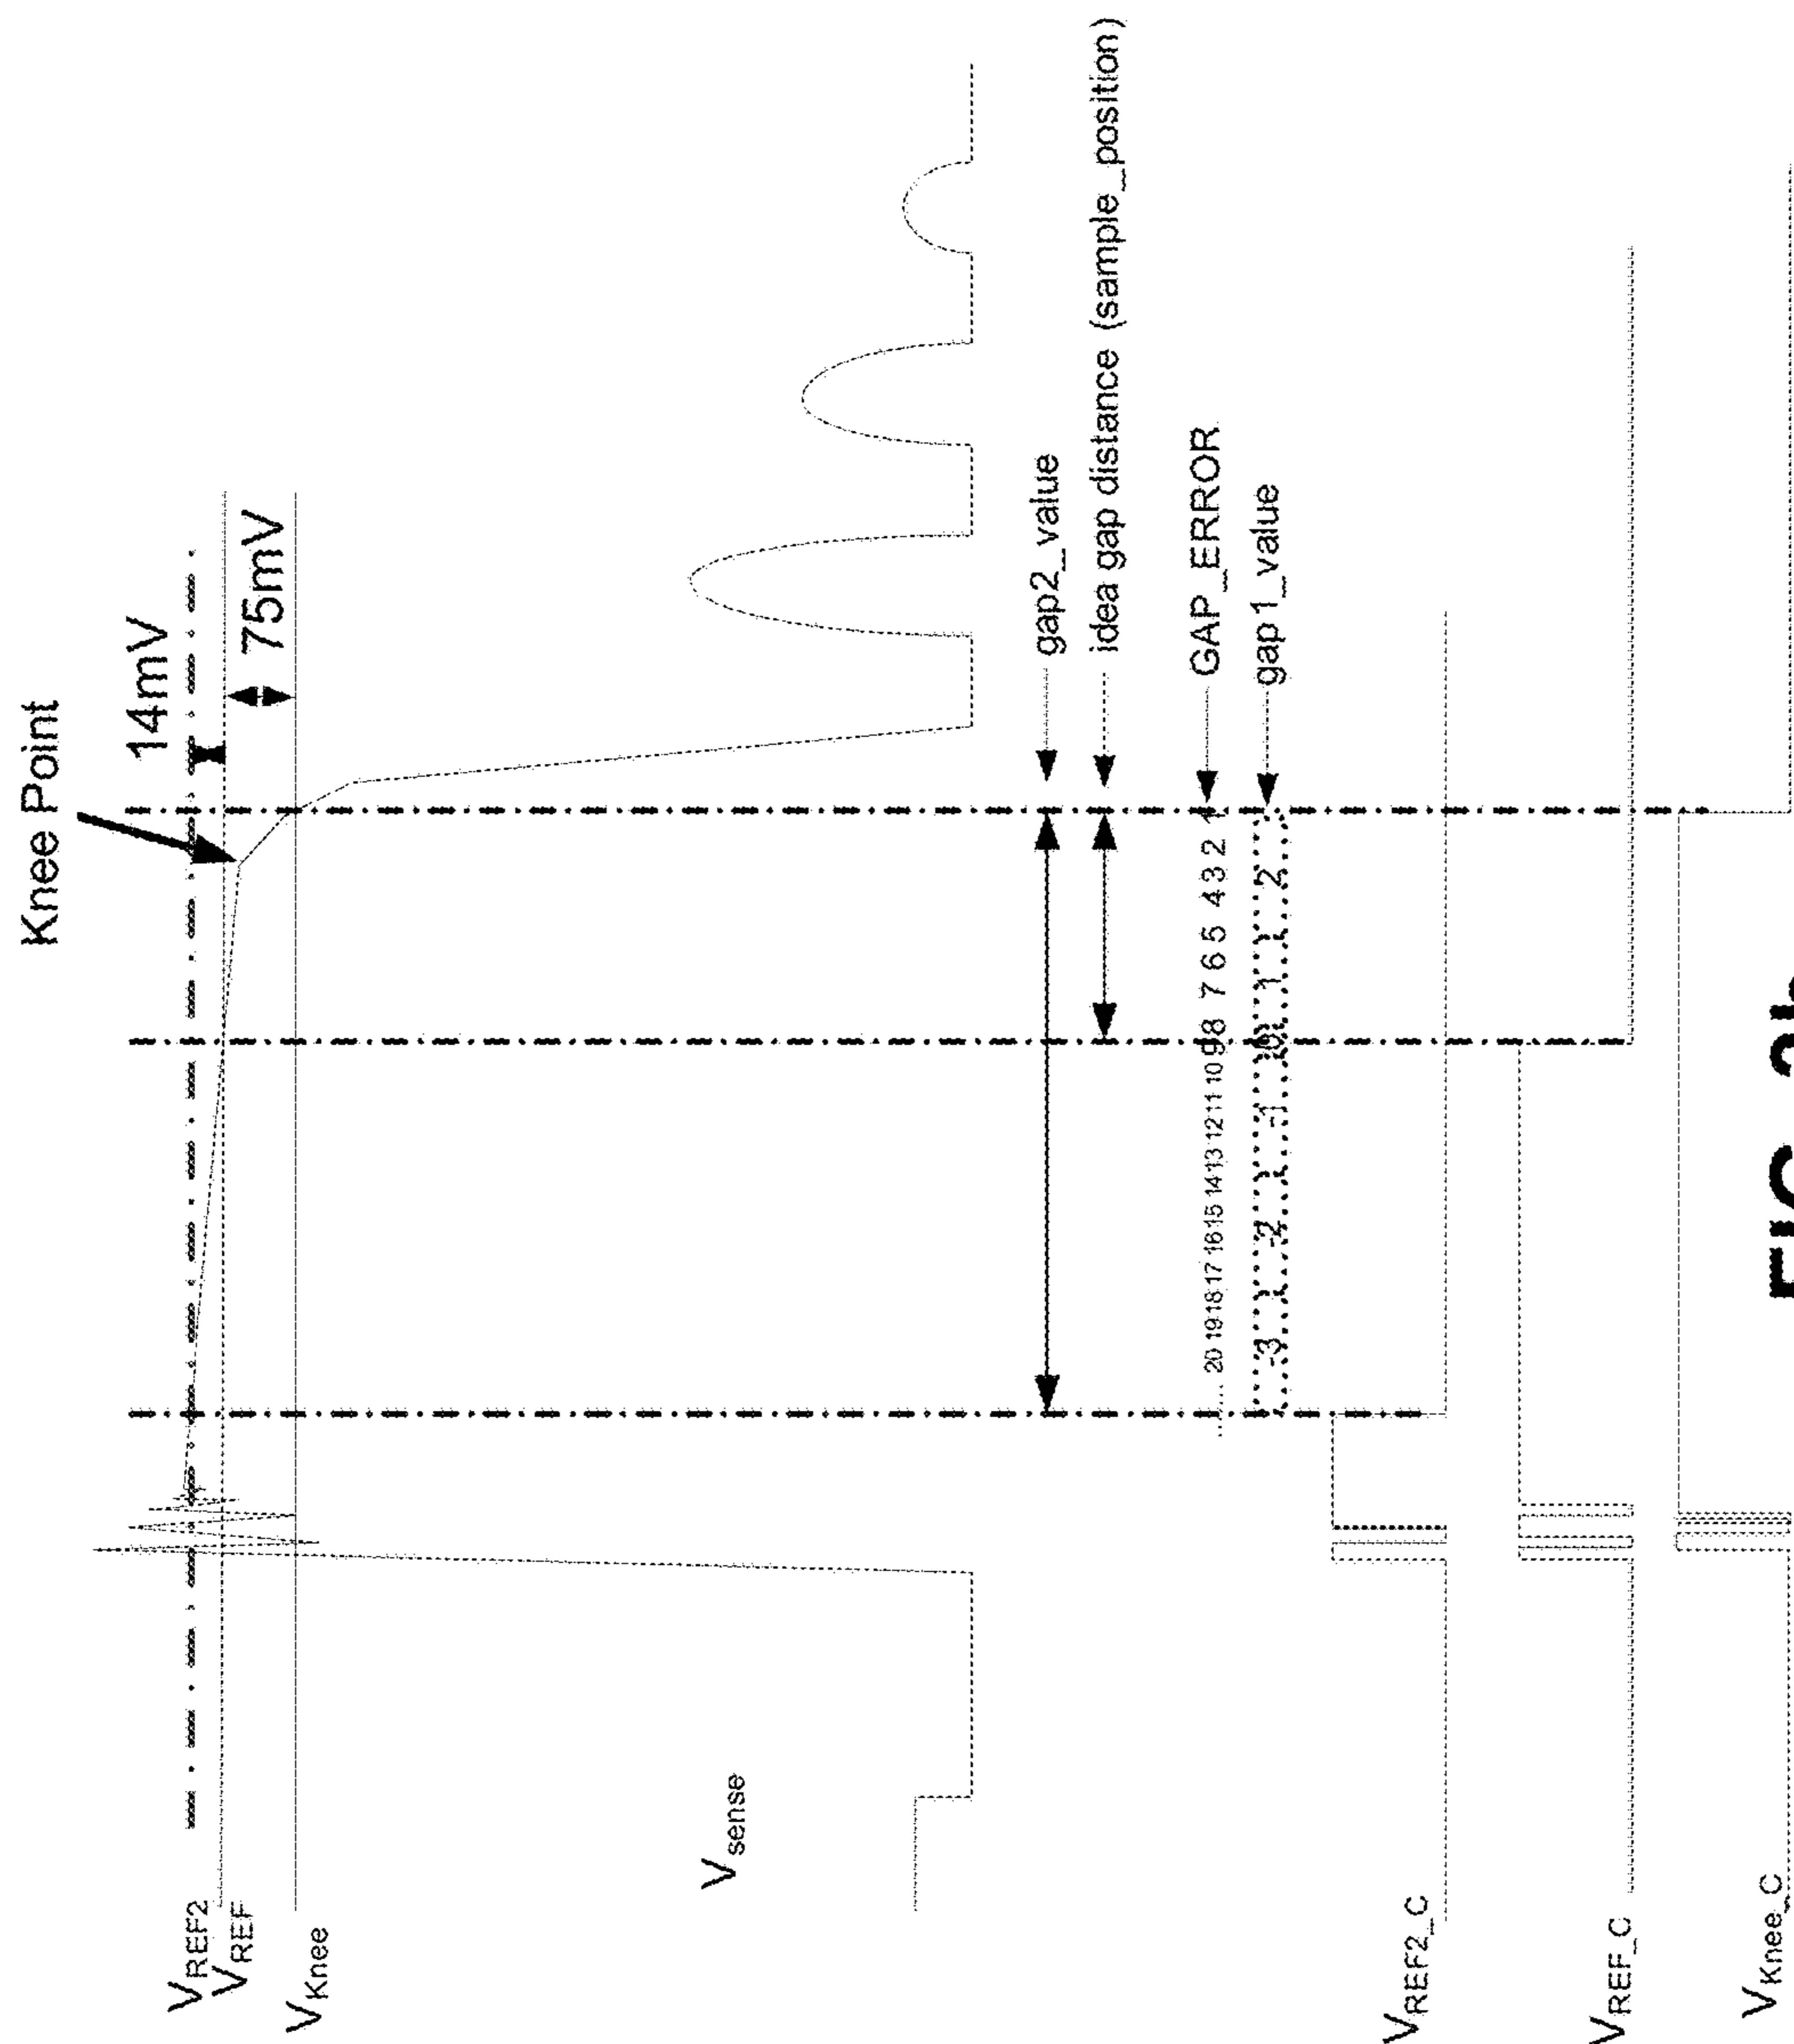 Knee Point
14mV
75mV
VREF2
VREF
VKnee
Vsense
gap2_value
idea gap distance (sample_position)
20 19 18 17 16 15 14 13 12 11 10 9 8 7 6 5 4 3 2 1
GAP_ERROR
-3 -2 -1 0 1 2
gap1_value
VREF2_C
VREF_C
VKnee_C